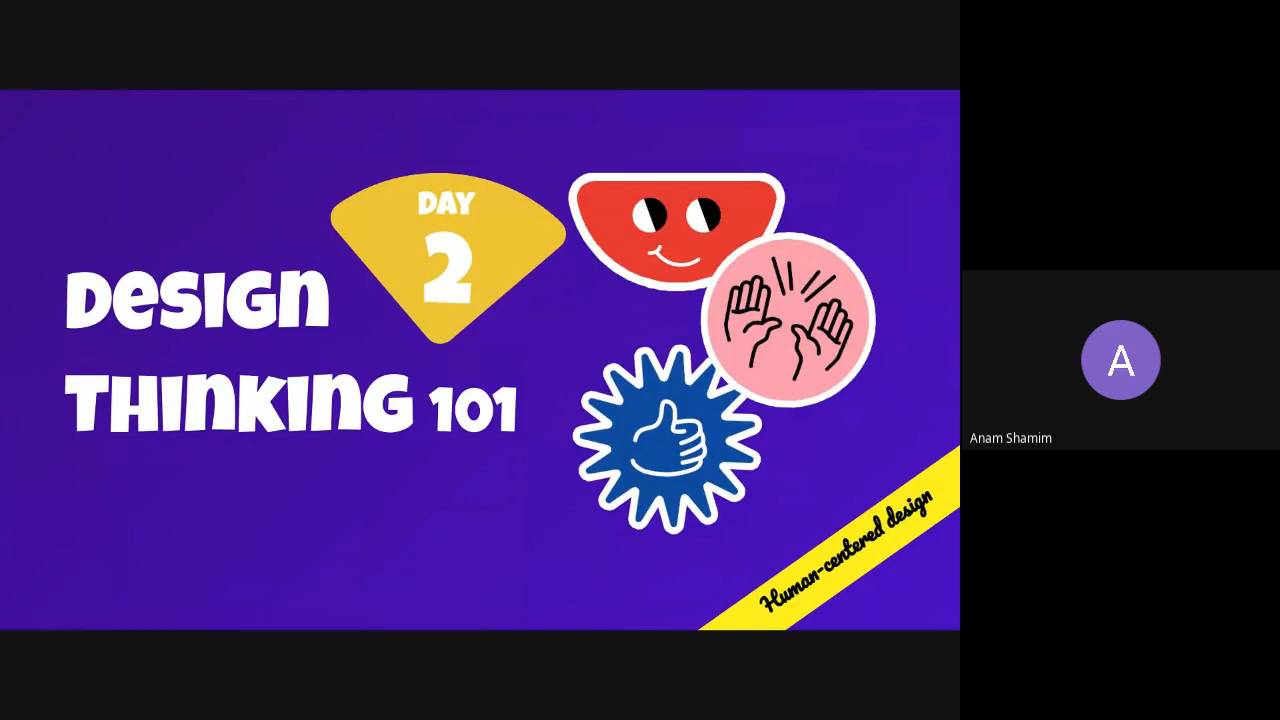 DAY
2
DESIGN
THINKING 101
Human-centered design
A
Anam Shamim